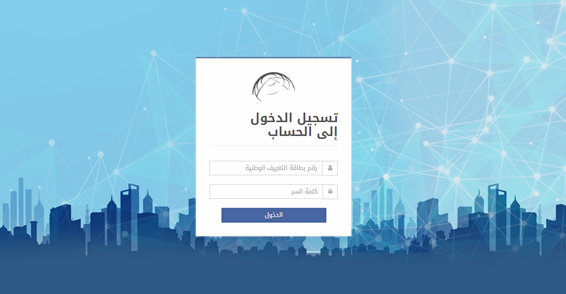 تسجيل الدخول
إلى الحساب
رقم بطاقة التعريف الوطنية
كلمة السر
الدخول